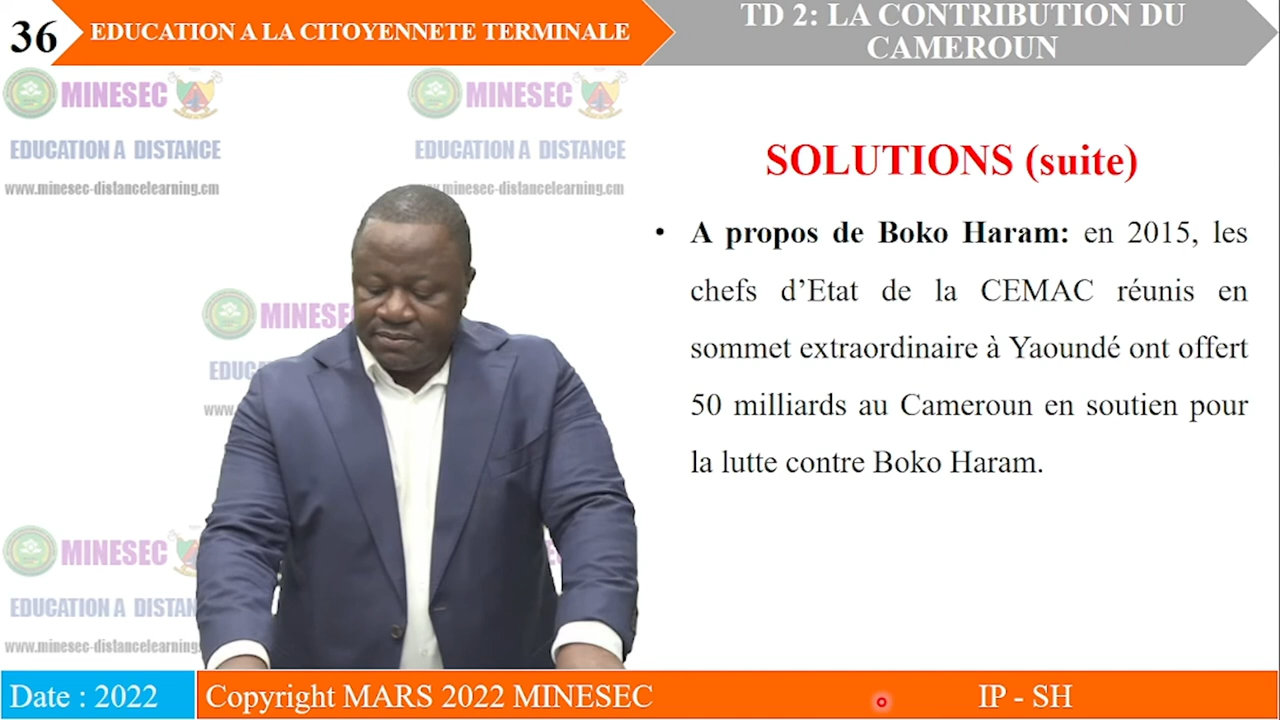 36
EDUCATION A LA CITOYENNETE TERMINALE
TD 2: LA CONTRIBUTION DU
CAMEROUN
MINESEC
MINESEC
EDUCATION A DISTANCE
EDUCATION A DISTANCE
www.minesec-distancelearning.cm
minesec-distancelearning.cm
SOLUTIONS (suite)
• A propos de Boko Haram: en 2015, les
chefs d’Etat de la CEMAC réunis en
sommet extraordinaire à Yaoundé ont offert
50 milliards au Cameroun en soutien pour
la lutte contre Boko Haram.
MINESEC
EDUCATION A DISTAN
www.minesec-distancelearning
Date : 2022
Copyright MARS 2022 MINESEC
IP - SH